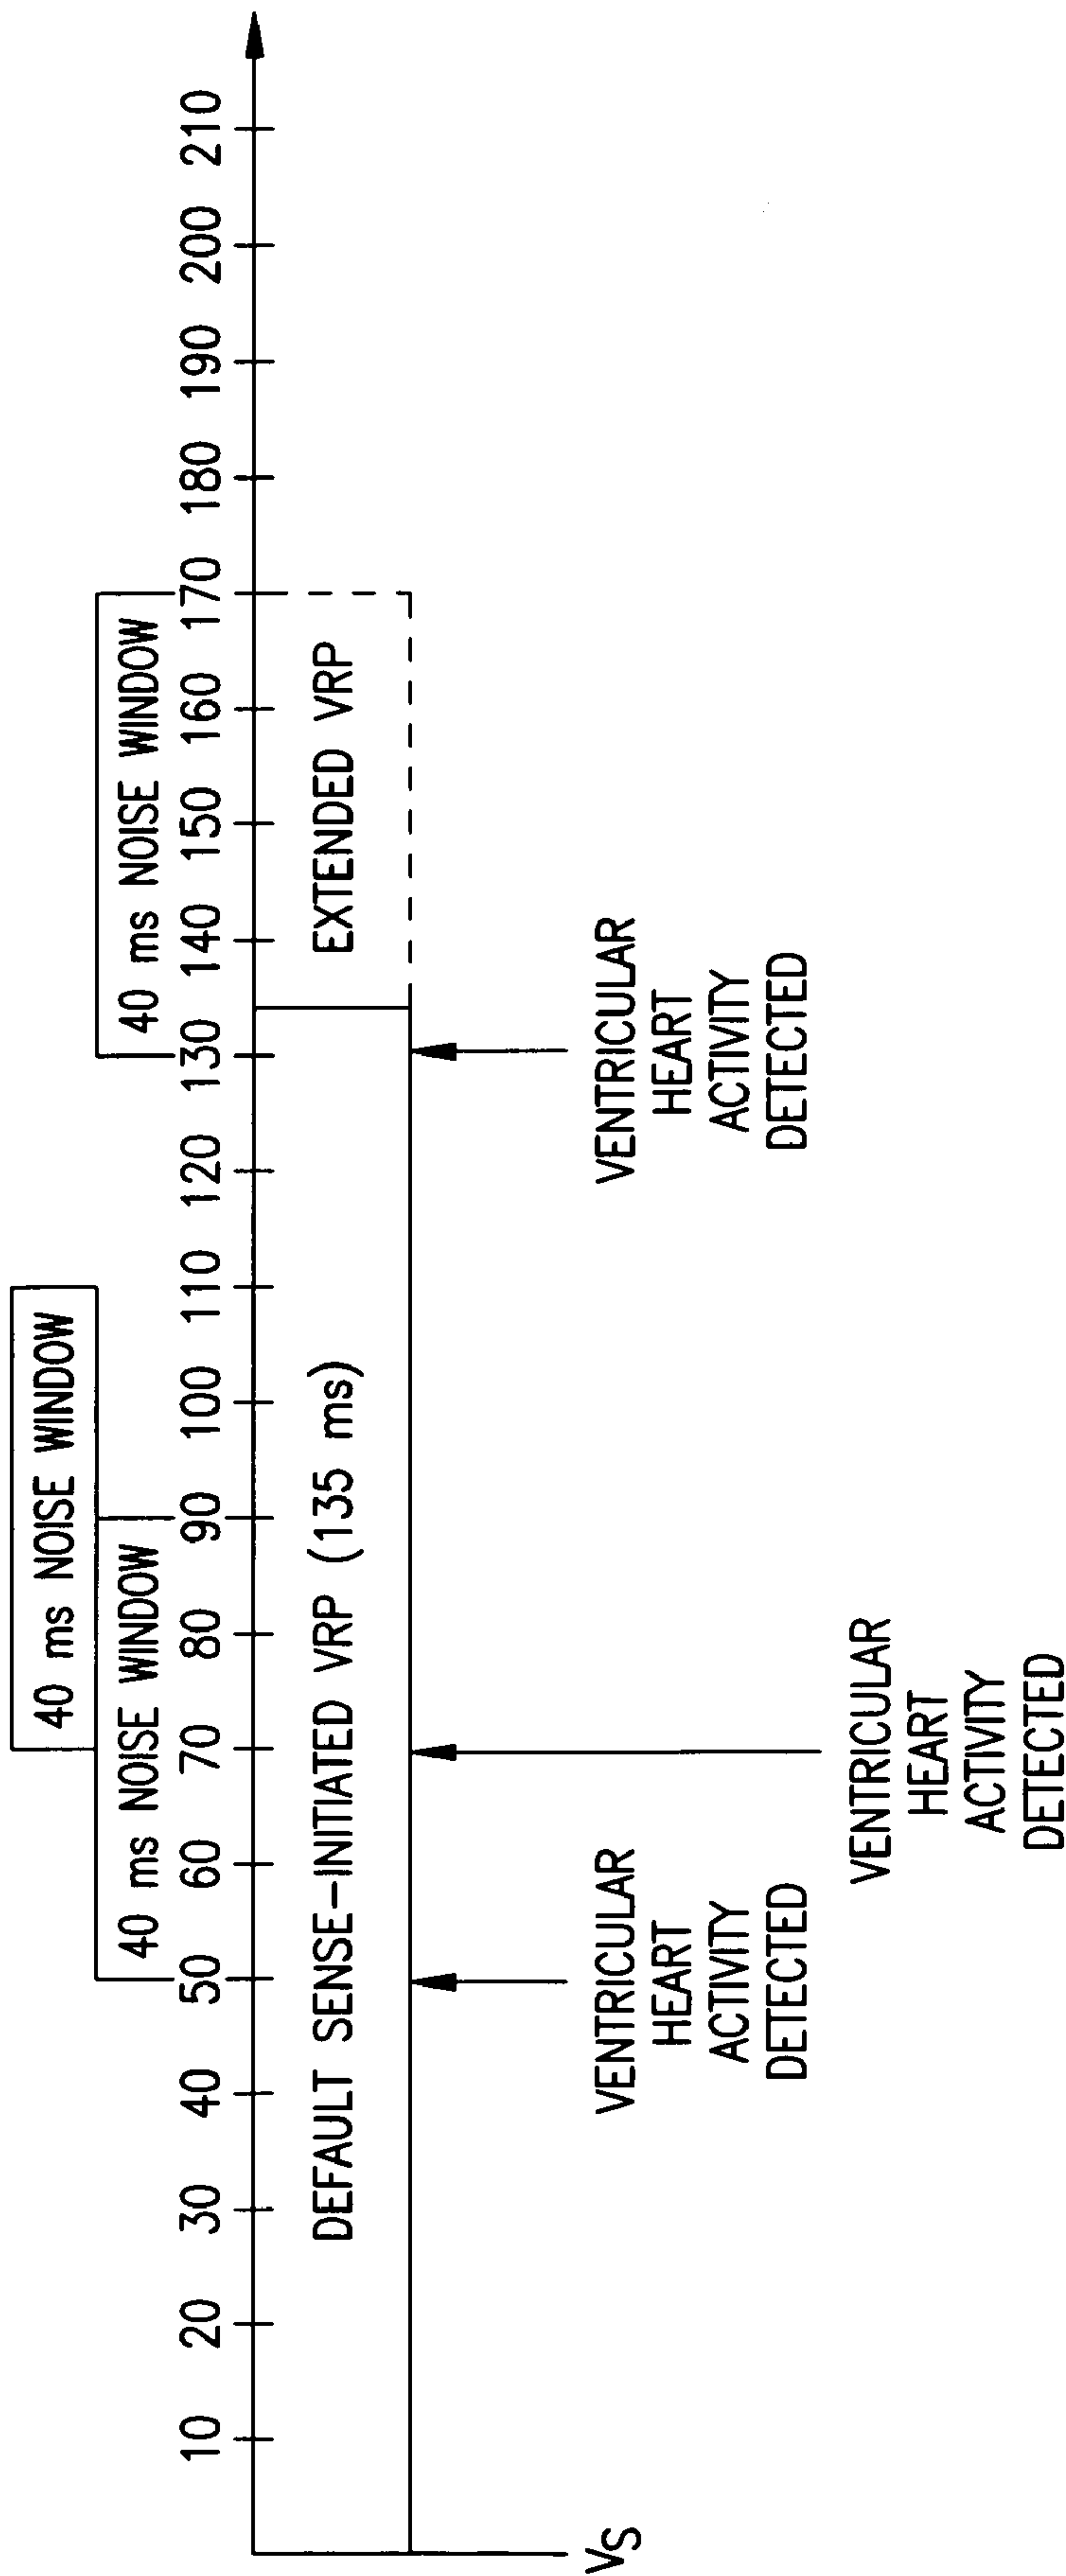 40 ms NOISE WINDOW
40 ms NOISE WINDOW
40 ms NOISE WINDOW
10 20 30 40 50 60 70 80 90 100 110 120 130 140 150 160 170 180 190 200 210
DEFAULT SENSE-INITIATED VRP (135 ms)
EXTENDED VRP
VS
VENTRICULAR
HEART
ACTIVITY
DETECTED
VENTRICULAR
HEART
ACTIVITY
DETECTED
VENTRICULAR
HEART
ACTIVITY
DETECTED